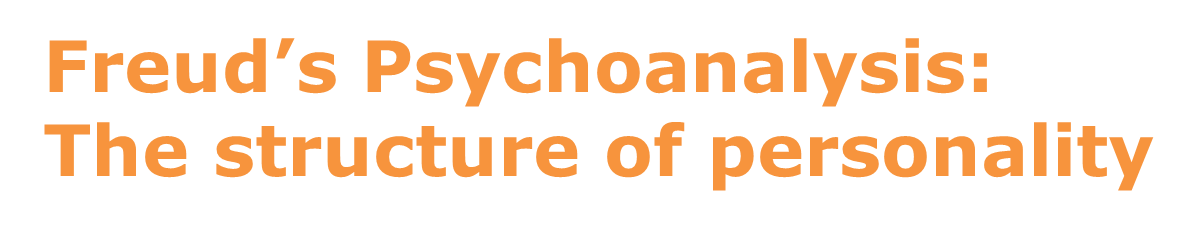 Freud’s Psychoanalysis:
The structure of personality